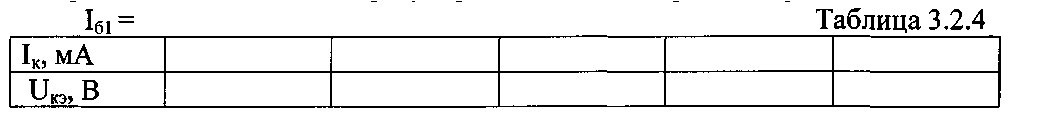 Iб1 = Таблица 3.2.4
Iк, мА
Uкэ, В